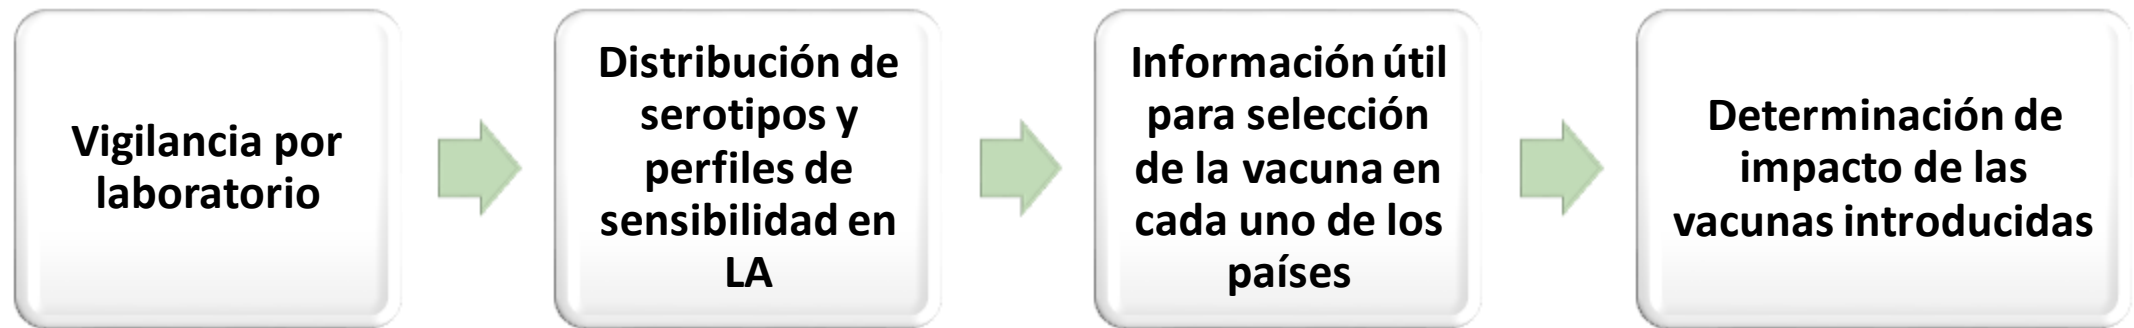 Vigilancia por
laboratorio
Distribución de
serotipos y
perfiles de
sensibilidad en
LA
Información útil
para selección
de la vacuna en
cada uno de los
países
Determinación de
impacto de las
vacunas introducidas